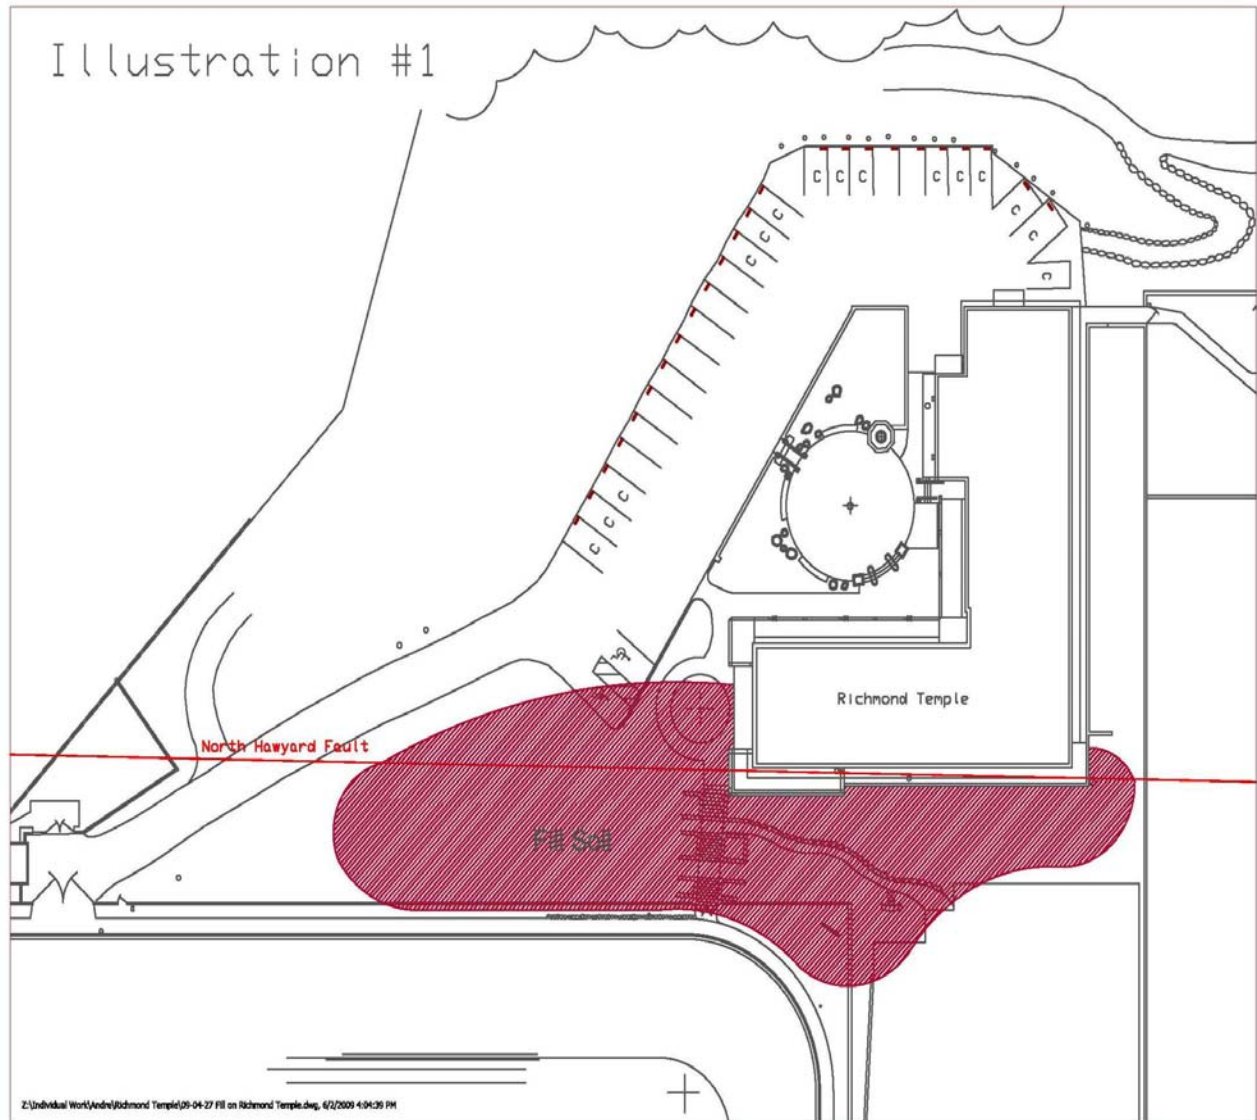 Illustration #1
C C C C C C
C
C
C
C
C
C
C
C
C
Richmond Temple
North Hawyard Fault
Fill Soil
Z:\Individual Work\Andre\Richmond Temple\09-04-27 Fill on Richmond Temple.dwg, 6/2/2009 4:04:39 PM